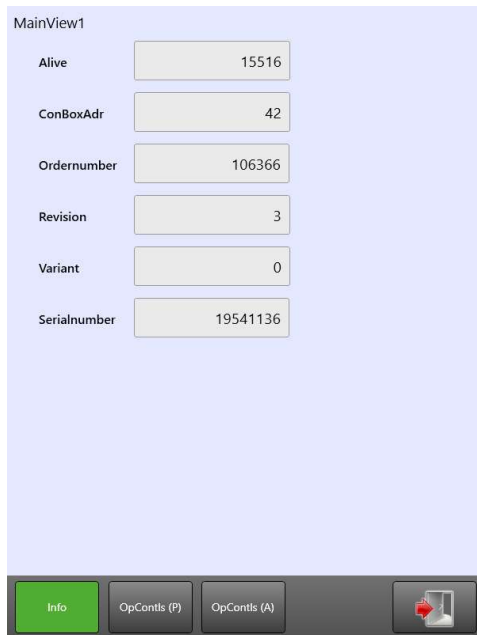 MainView1
Alive 15516
ConBoxAdr 42
Ordernumber 106366
Revision 3
Variant 0
Serialnumber 19541136
Info OpContls (P) OpContls (A)